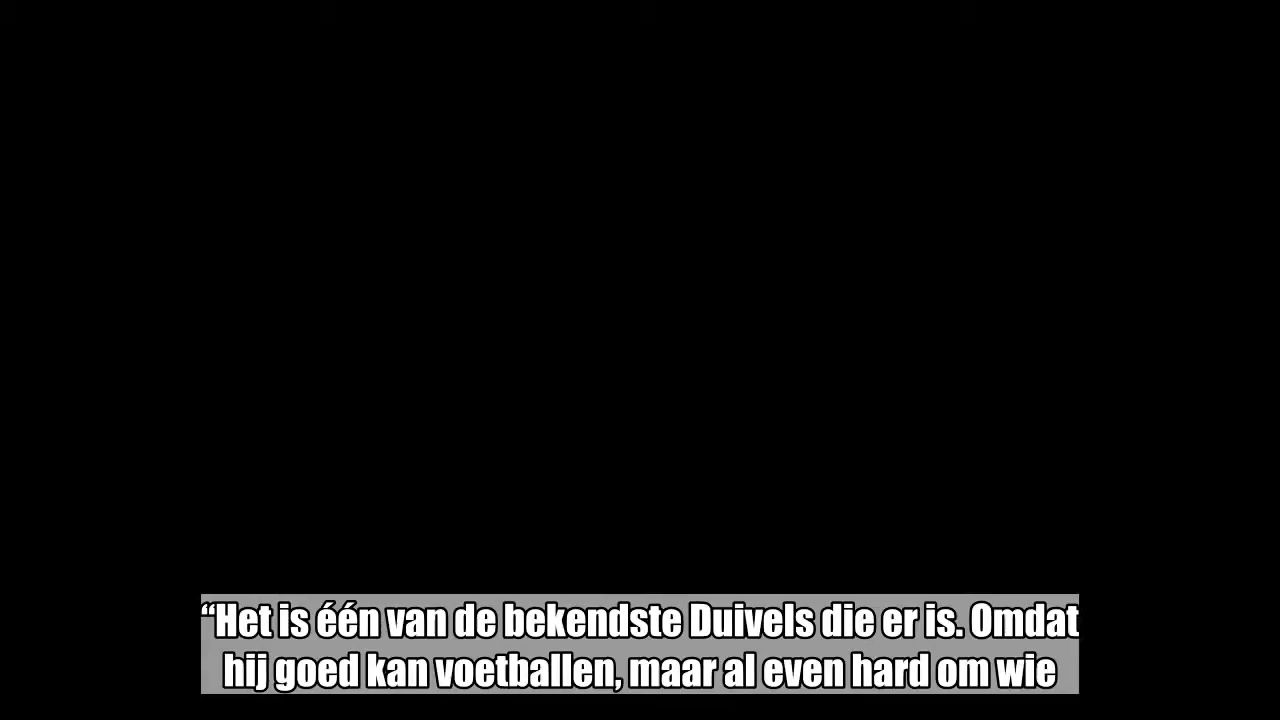 “Het is één van de bekendste Duivels die er is. Omdat
hij goed kan voetballen, maar al even hard om wie